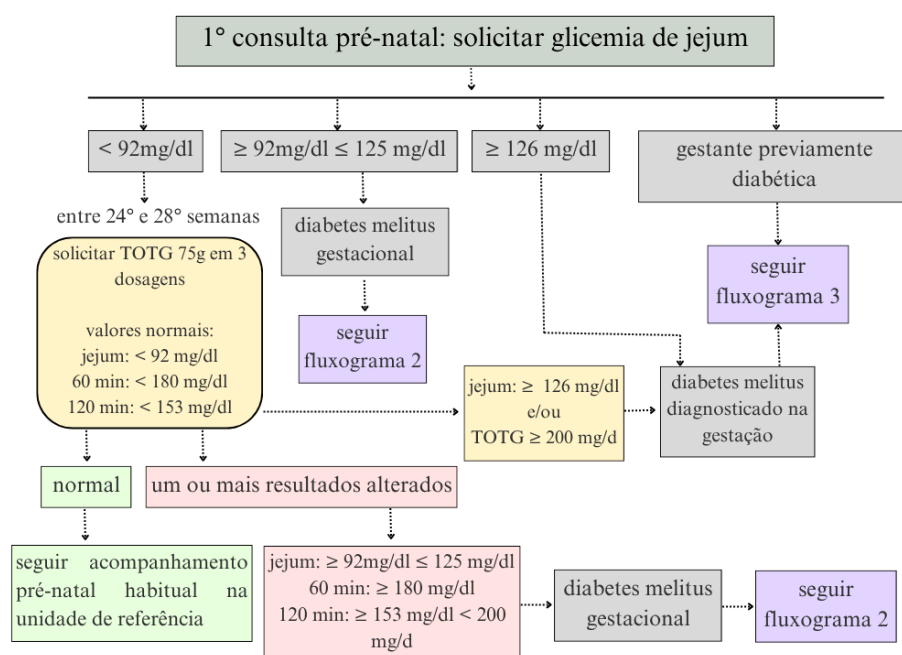 1° consulta pré-natal: solicitar glicemia de jejum
< 92mg/dl
≥ 92mg/dl ≤ 125 mg/dl
≥ 126 mg/dl
gestante previamente
diabética
entre 24° e 28° semanas
solicitar TOTG 75g em 3
dosagens
valores normais:
jejum: < 92 mg/dl
60 min: < 180 mg/dl
120 min: < 153 mg/dl
diabetes melitus
gestacional
seguir
fluxograma 2
seguir
fluxograma 3
jejum: ≥ 126 mg/dl
e/ou
TOTG ≥ 200 mg/d
diabetes melitus
diagnosticado na
gestação
normal
um ou mais resultados alterados
seguir acompanhamento
pré-natal habitual na
unidade de referência
jejum: ≥ 92mg/dl ≤ 125 mg/dl
60 min: ≥ 180 mg/dl
120 min: ≥ 153 mg/dl < 200
mg/d
diabetes melitus
gestacional
seguir
fluxograma 2